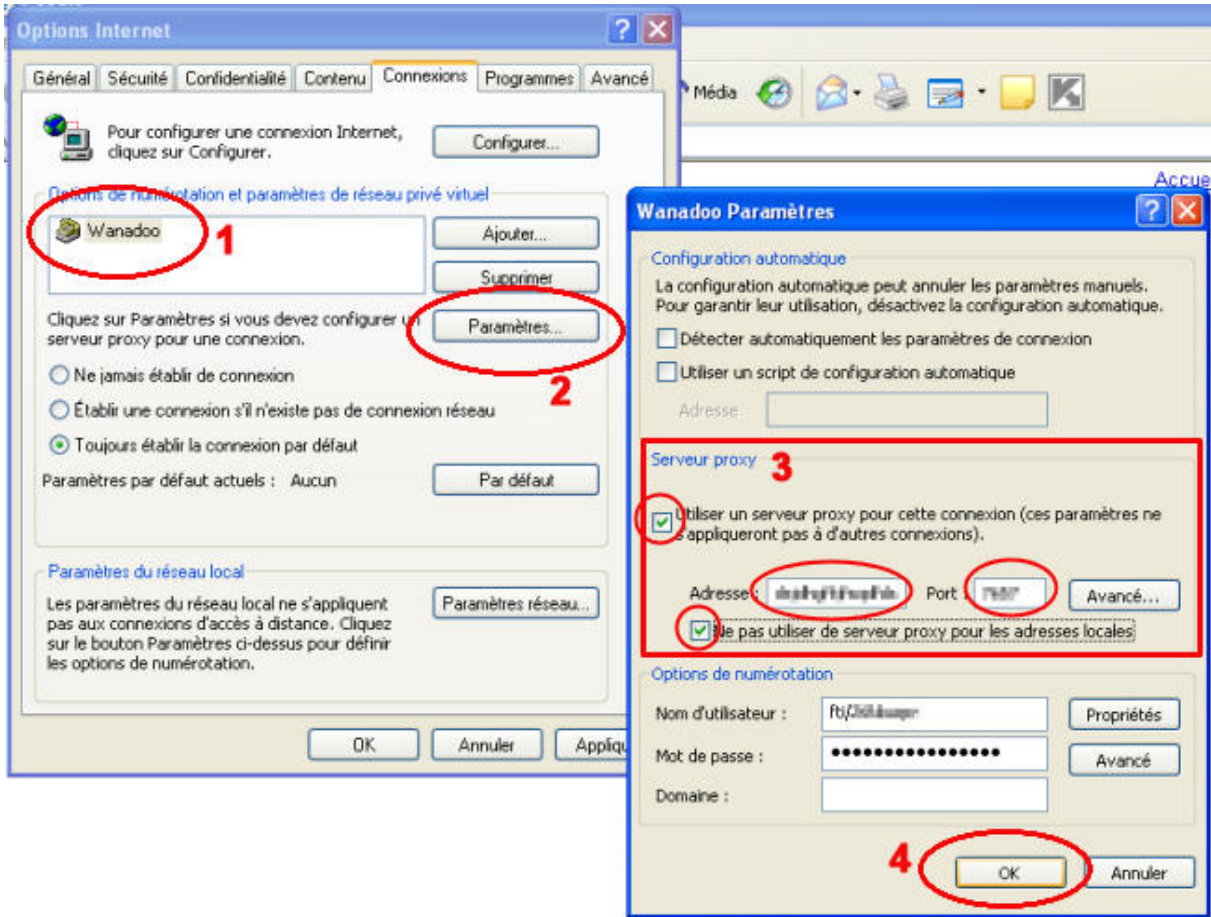 Options Internet
Général Sécurité Confidentialité Contenu Connexions Programmes Avancé
Pour configurer une connexion Internet,
cliquez sur Configurer.
Configurer...
Options de numérotation et paramètres de réseau privé virtuel
Wanadoo
1
Ajouter...
Supprimer
Cliquez sur Paramètres si vous devez configurer un
serveur proxy pour une connexion.
Paramètres...
2
Ne jamais établir de connexion
Établir une connexion s'il n'existe pas de connexion réseau
Toujours établir la connexion par défaut
Paramètres par défaut actuels : Aucun
Par défaut
Paramètres du réseau local
Les paramètres du réseau local ne s'appliquent
pas aux connexions d'accès à distance. Cliquez
sur le bouton Paramètres ci-dessus pour définir
les options de numérotation.
Paramètres réseau...
OK Annuler Appliqu
Média
Accue
Wanadoo Paramètres
Configuration automatique
La configuration automatique peut annuler les paramètres manuels.
Pour garantir leur utilisation, désactivez la configuration automatique.
Détecter automatiquement les paramètres de connexion
Utiliser un script de configuration automatique
Adresse
Serveur proxy 3
Utiliser un serveur proxy pour cette connexion (ces paramètres ne
s'appliqueront pas à d'autres connexions).
Adresse : Port : Avancé...
Ne pas utiliser de serveur proxy pour les adresses locales
Options de numérotation
Nom d'utilisateur : fti/
Propriétés
Mot de passe : ●●●●●●●●●●●●●●●●
Avancé
Domaine :
4
OK Annuler